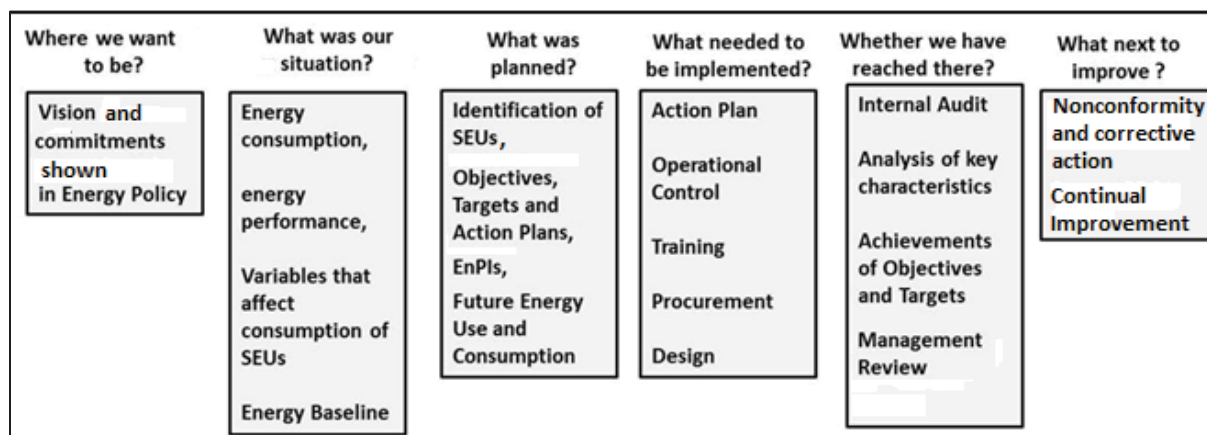 Where we want
to be?
Vision and
commitments
shown
in Energy Policy
What was our
situation?
Energy
consumption,
energy
performance,
Variables that
affect
consumption of
SEUs
Energy Baseline
What was
planned?
Identification of
SEUs,
Objectives,
Targets and
Action Plans,
EnPIs,
Future Energy
Use and
Consumption
What needed to
be implemented?
Action Plan
Operational
Control
Training
Procurement
Design
Whether we have
reached there?
Internal Audit
Analysis of key
characteristics
Achievements
of Objectives
and Targets
Management
Review
What next to
improve ?
Nonconformity
and corrective
action
Continual
Improvement